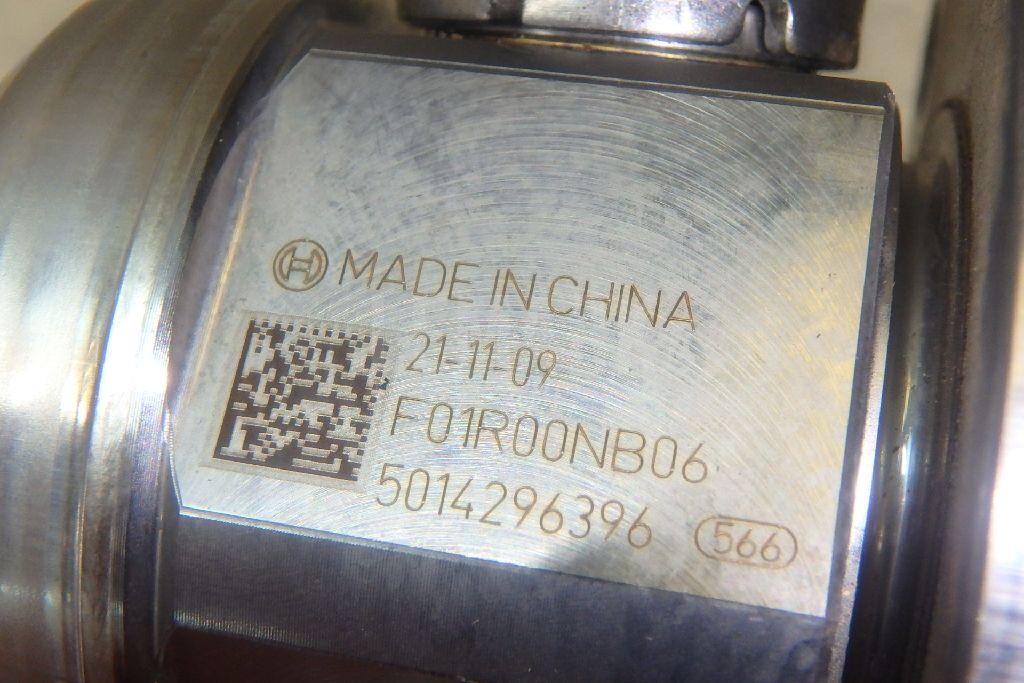 MADE IN CHINA
21-11-09
F01R00NB06
5014296396 566